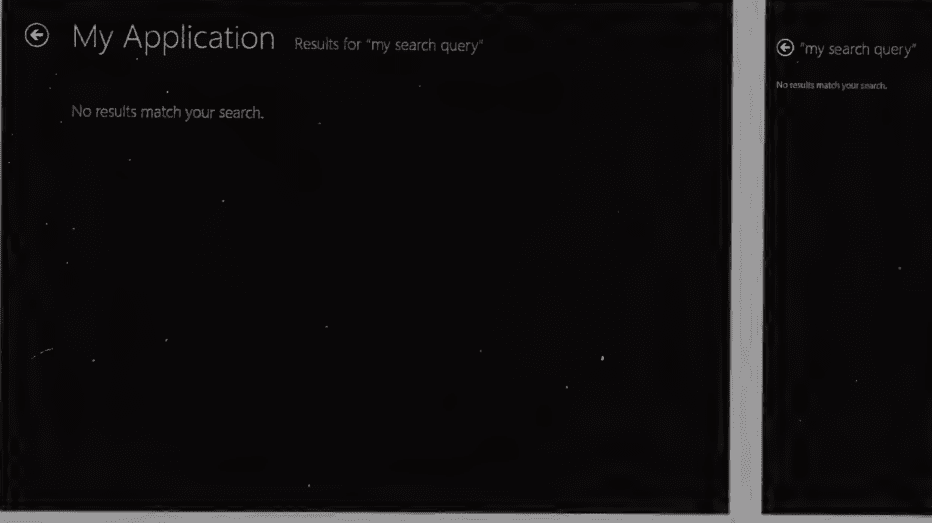 My Application Results for "my search query"
No results match your search.
"my search query"
No results match your search.